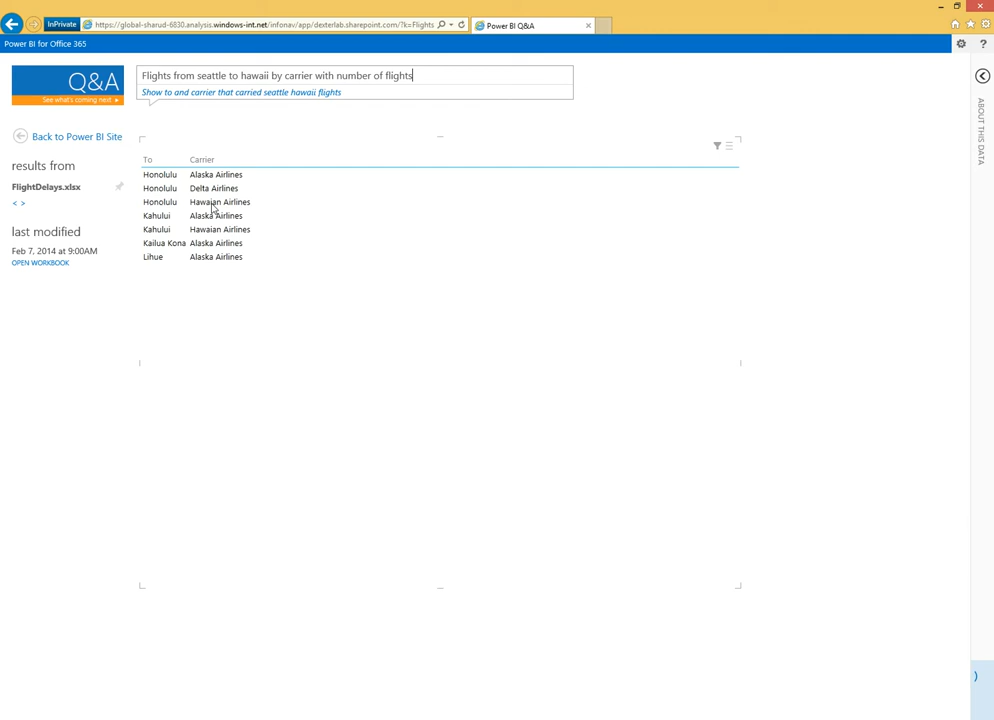 InPrivate https://global-sharud-6830.analysis.windows-int.net/infonav/app/dexterlab.sharepoint.com/?k=Flights Power BI Q&A
Power BI for Office 365
Q&A
See what's coming next
Flights from seattle to hawaii by carrier with number of flights
Show to and carrier that carried seattle hawaii flights
Back to Power BI Site
results from
FlightDelays.xlsx
< >
last modified
Feb 7, 2014 at 9:00AM
OPEN WORKBOOK
To Carrier
Honolulu Alaska Airlines
Honolulu Delta Airlines
Honolulu Hawaian Airlines
Kahului Alaska Airlines
Kahului Hawaian Airlines
Kailua Kona Alaska Airlines
Lihue Alaska Airlines
ABOUT THIS DATA